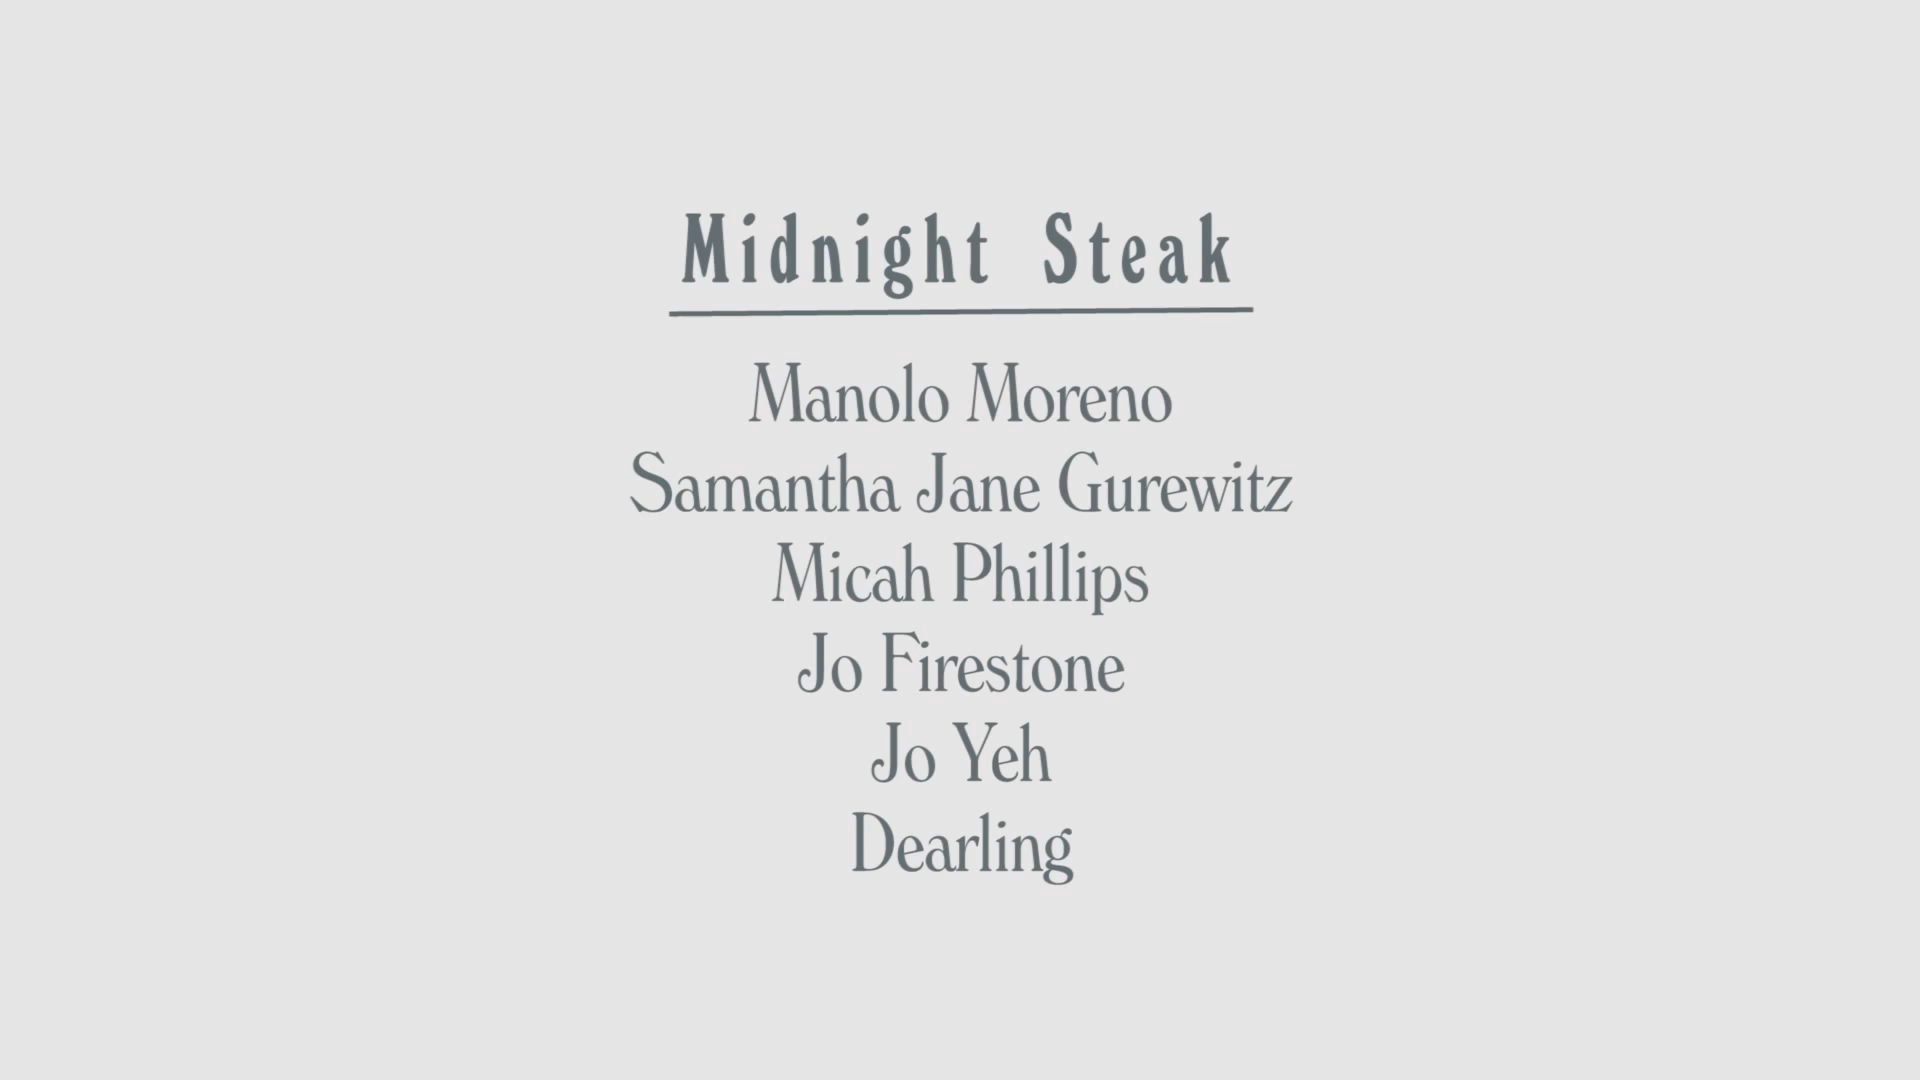 Midnight Steak
Manolo Moreno
Samantha Jane Gurewitz
Micah Phillips
Jo Firestone
Jo Yeh
Dearling